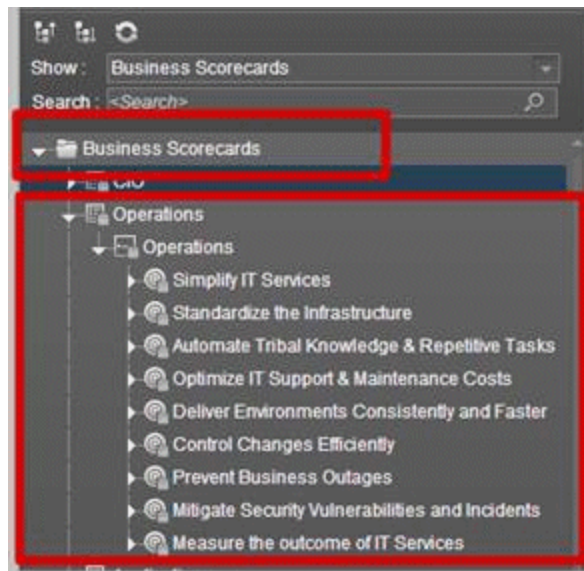 Show : Business Scorecards
Search : <Search>
Business Scorecards
CIO
Operations
Operations
Simplify IT Services
Standardize the Infrastructure
Automate Tribal Knowledge & Repetitive Tasks
Optimize IT Support & Maintenance Costs
Deliver Environments Consistently and Faster
Control Changes Efficiently
Prevent Business Outages
Mitigate Security Vulnerabilities and Incidents
Measure the outcome of IT Services